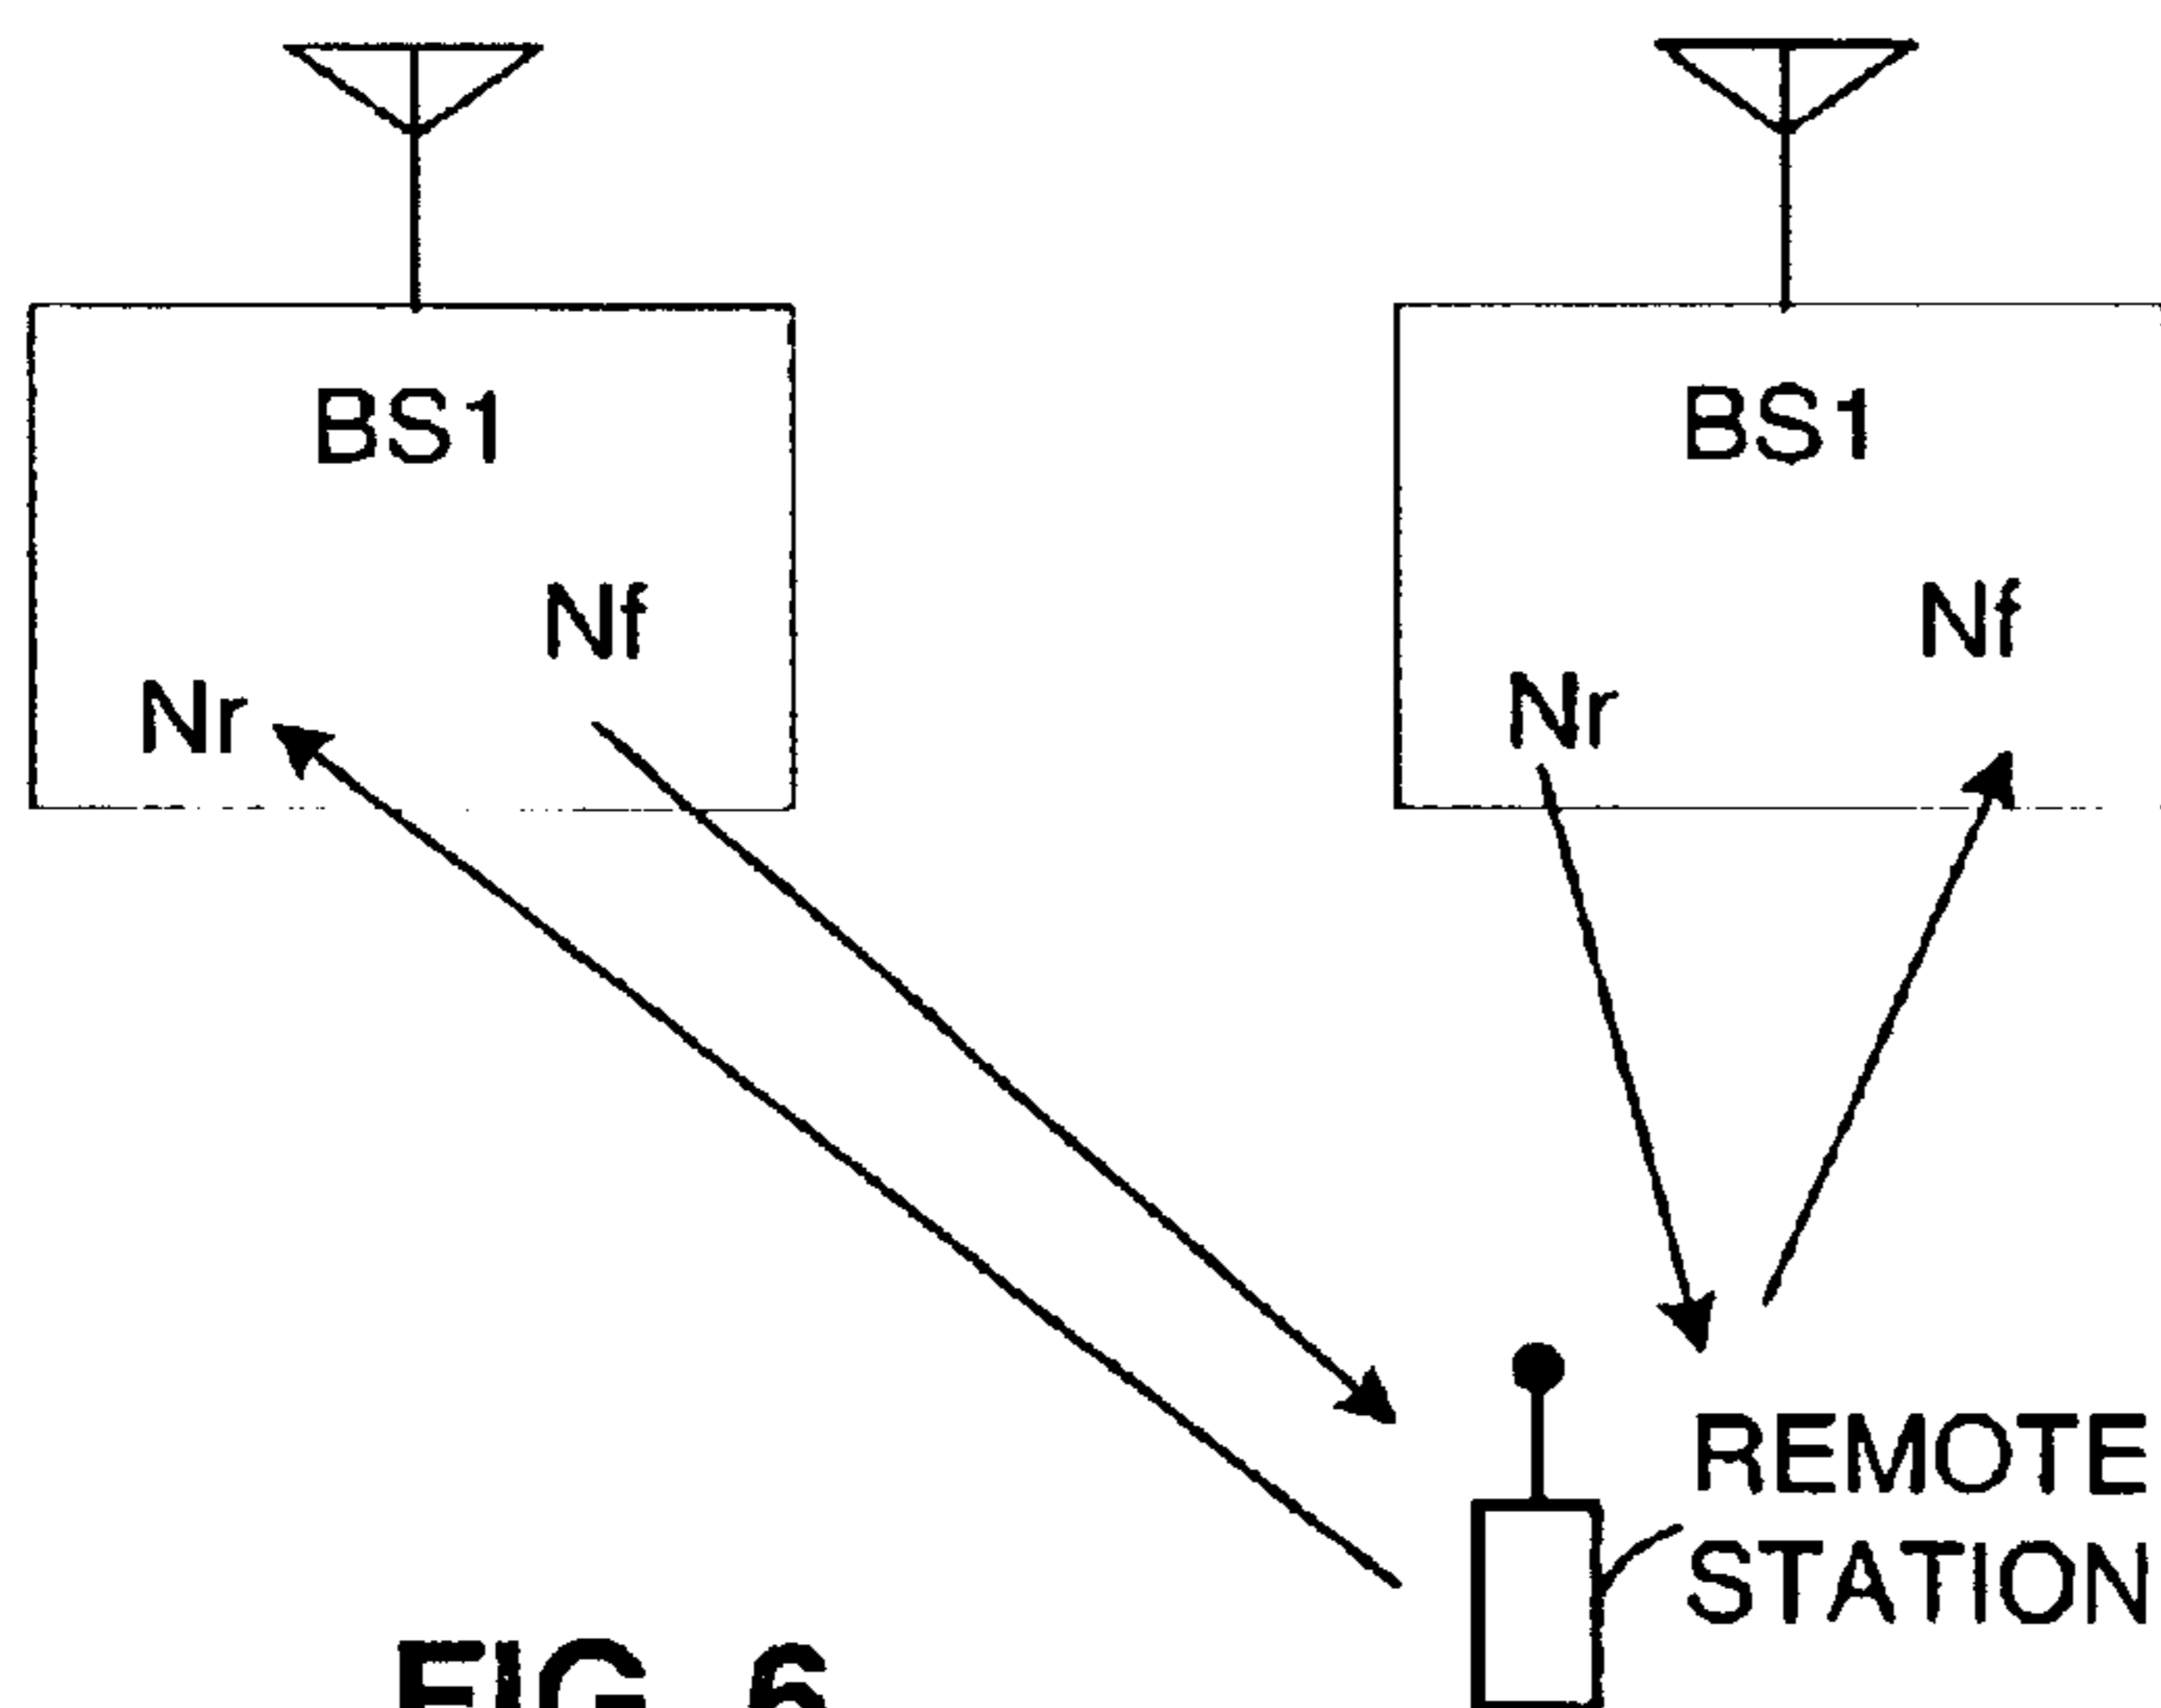 BS1
BS1
Nf
Nf
Nr
Nr
REMOTE
STATION
FIG. 6